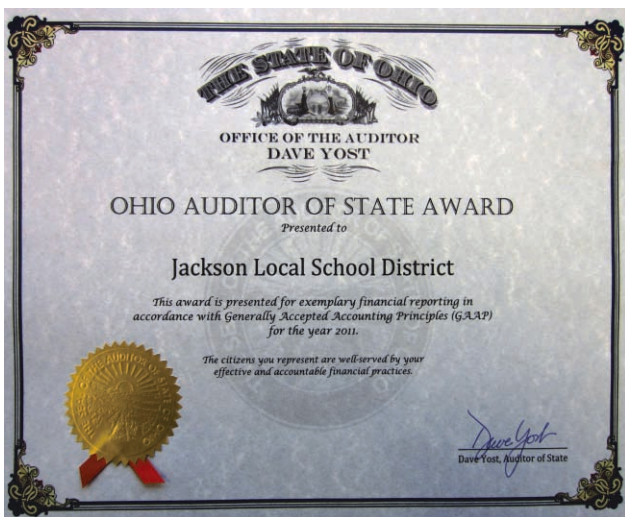 THE STATE OF OHIO
OFFICE OF THE AUDITOR
DAVE YOST
OHIO AUDITOR OF STATE AWARD
Presented to
Jackson Local School District
This award is presented for exemplary financial reporting in
accordance with Generally Accepted Accounting Principles (GAAP)
for the year 2011.
The citizens you represent are well-served by your
effective and accountable financial practices.
Dave Yost
Dave Yost, Auditor of State